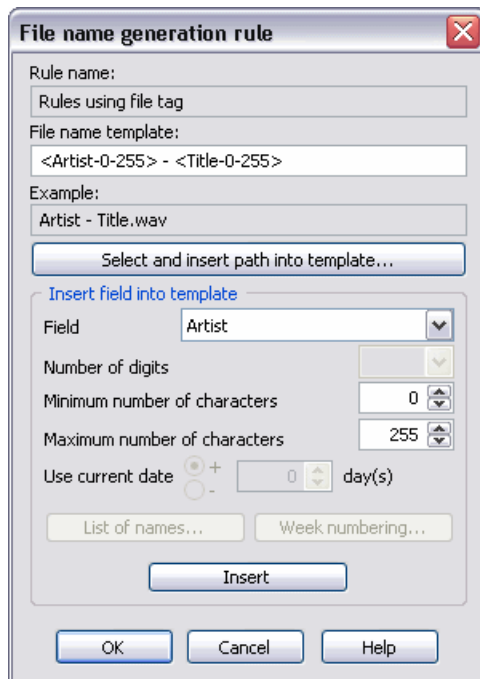 File name generation rule
Rule name:
Rules using file tag
File name template:
<Artist-0-255> - <Title-0-255>
Example:
Artist - Title.wav
Select and insert path into template...
Insert field into template
Field Artist
Number of digits
Minimum number of characters 0
Maximum number of characters 255
Use current date + - 0 day(s)
List of names... Week numbering...
Insert
OK Cancel Help